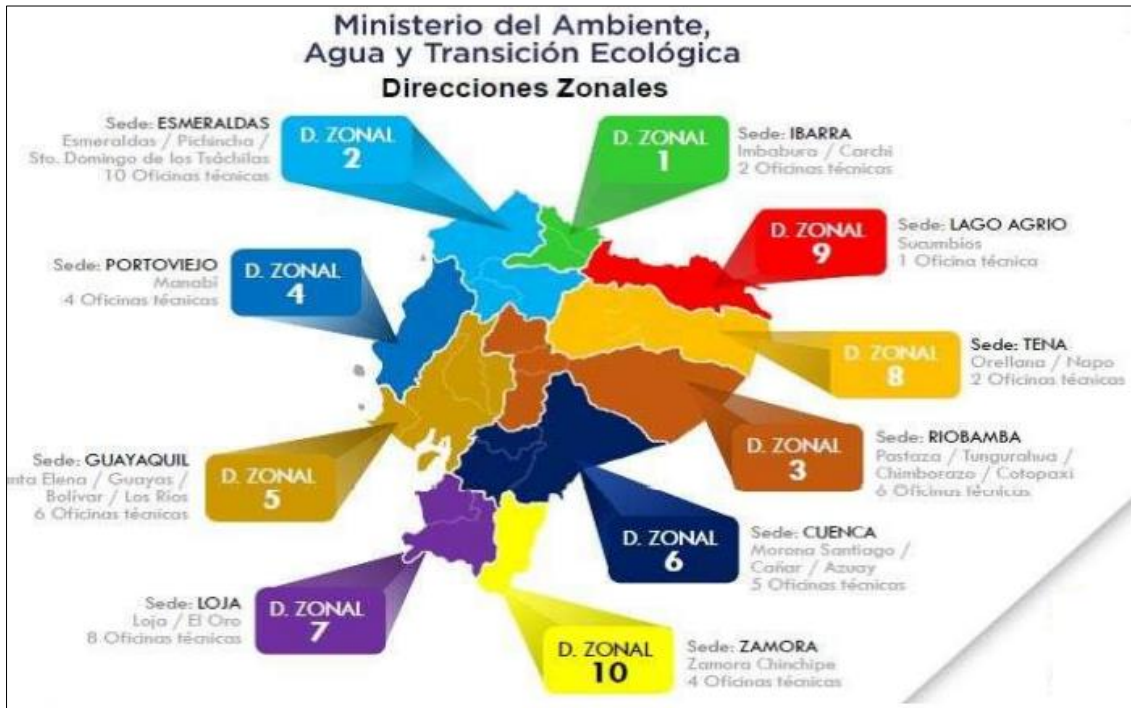 Ministerio del Ambiente,
Agua y Transición Ecológica
Direcciones Zonales
Sede: ESMERALDAS
Esmeraldas / Pichincha /
Sto. Domingo de los Tsáchilas
10 Oficinas técnicas
D. ZONAL
2
D. ZONAL
1
Sede: IBARRA
Imbabura / Carchi
2 Oficinas técnicas
D. ZONAL
9
Sede: LAGO AGRIO
Sucumbios
1 Oficina técnica
Sede: PORTOVIEJO
Manabí
4 Oficinas técnicas
D. ZONAL
4
D. ZONAL
8
Sede: TENA
Orellana / Napo
2 Oficinas técnicas
D. ZONAL
3
Sede: RIOBAMBA
Pastaza / Tungurahua /
Chimborazo / Cotopaxi
6 Oficinas técnicas
Sede: GUAYAQUIL
nta Elena / Guayas /
Bolívar / Los Ríos
6 Oficinas técnicas
D. ZONAL
5
D. ZONAL
6
Sede: CUENCA
Morona Santiago /
Cañar / Azuay
5 Oficinas técnicas
Sede: LOJA
Loja / El Oro
8 Oficinas técnicas
D. ZONAL
7
D. ZONAL
10
Sede: ZAMORA
Zamora Chinchipe
4 Oficinas técnicas